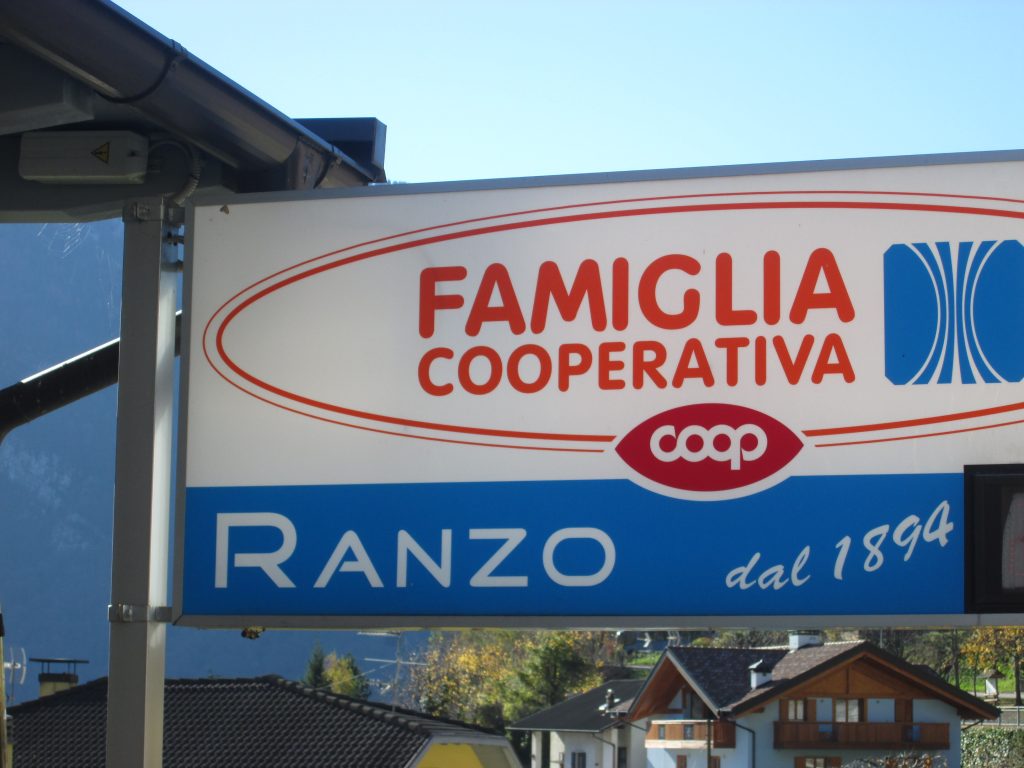 FAMIGLIA
COOPERATIVA
coop
RANZO
dal 1894